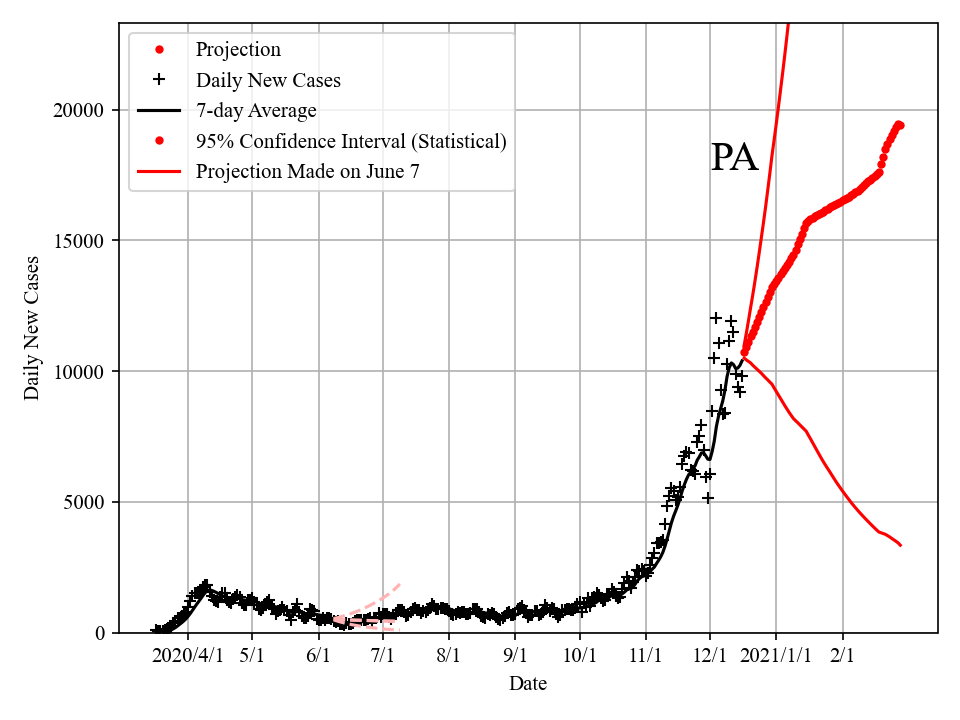 Projection
Daily New Cases
7-day Average
95% Confidence Interval (Statistical)
Projection Made on June 7
PA
20000
15000
10000
5000
0
Daily New Cases
2020/4/1 5/1 6/1 7/1 8/1 9/1 10/1 11/1 12/1 2021/1/1 2/1
Date